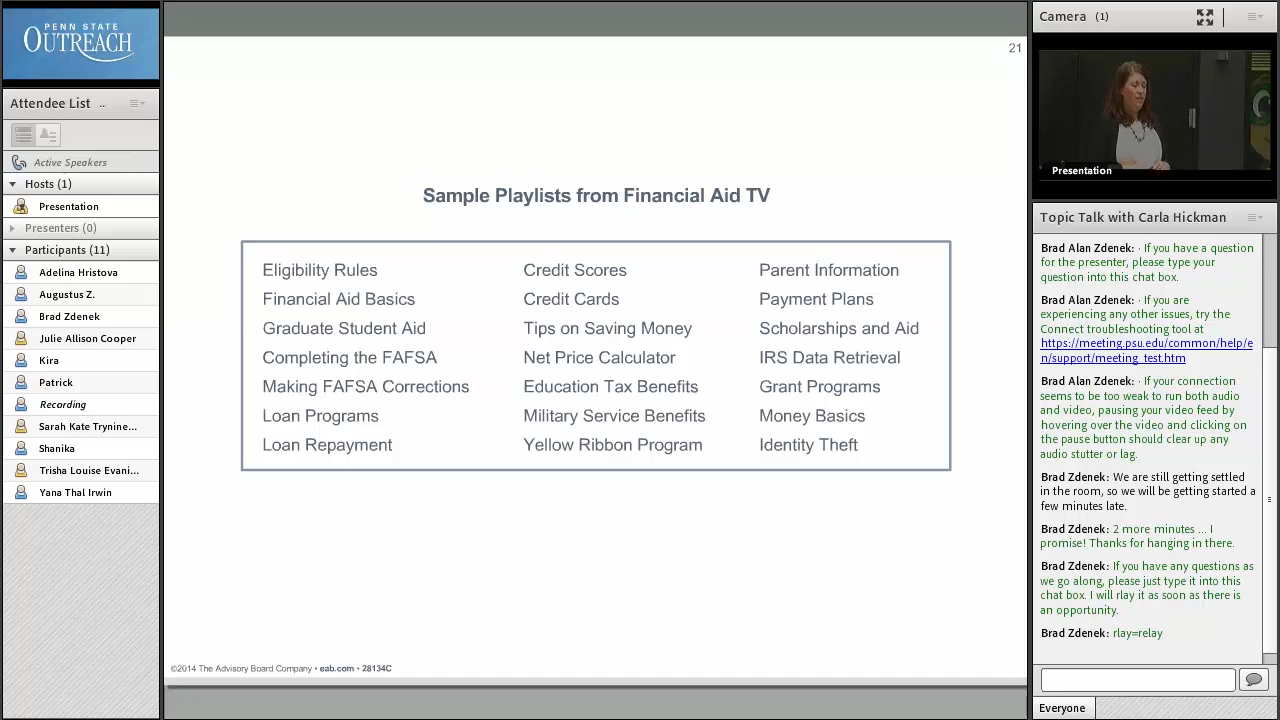 PENN STATE
OUTREACH
Attendee List ..
Active Speakers
Hosts (1)
Presentation
Presenters (0)
Participants (11)
Adelina Hristova
Augustus Z.
Brad Zdenek
Julie Allison Cooper
Kira
Patrick
Recording
Sarah Kate Trynine...
Shanika
Trisha Louise Evani...
Yana Thal Irwin
21
Sample Playlists from Financial Aid TV
Eligibility Rules
Financial Aid Basics
Graduate Student Aid
Completing the FAFSA
Making FAFSA Corrections
Loan Programs
Loan Repayment
Credit Scores
Credit Cards
Tips on Saving Money
Net Price Calculator
Education Tax Benefits
Military Service Benefits
Yellow Ribbon Program
Parent Information
Payment Plans
Scholarships and Aid
IRS Data Retrieval
Grant Programs
Money Basics
Identity Theft
©2014 The Advisory Board Company • eab.com • 28134C
Camera (1)
Presentation
Topic Talk with Carla Hickman
Brad Alan Zdenek: · If you have a question
for the presenter, please type your
question into this chat box.
Brad Alan Zdenek: · If you are
experiencing any other issues, try the
Connect troubleshooting tool at
https://meeting.psu.edu/common/help/e
n/support/meeting_test.htm
Brad Alan Zdenek: · If your connection
seems to be too weak to run both audio
and video, pausing your video feed by
hovering over the video and clicking on
the pause button should clear up any
audio stutter or lag.
Brad Zdenek: We are still getting settled
in the room, so we will be getting started a
few minutes late.
Brad Zdenek: 2 more minutes ... I
promise! Thanks for hanging in there.
Brad Zdenek: If you have any questions as
we go along, please just type it into this
chat box. I will rlay it as soon as there is
an opportunity.
Brad Zdenek: rlay=relay
Everyone